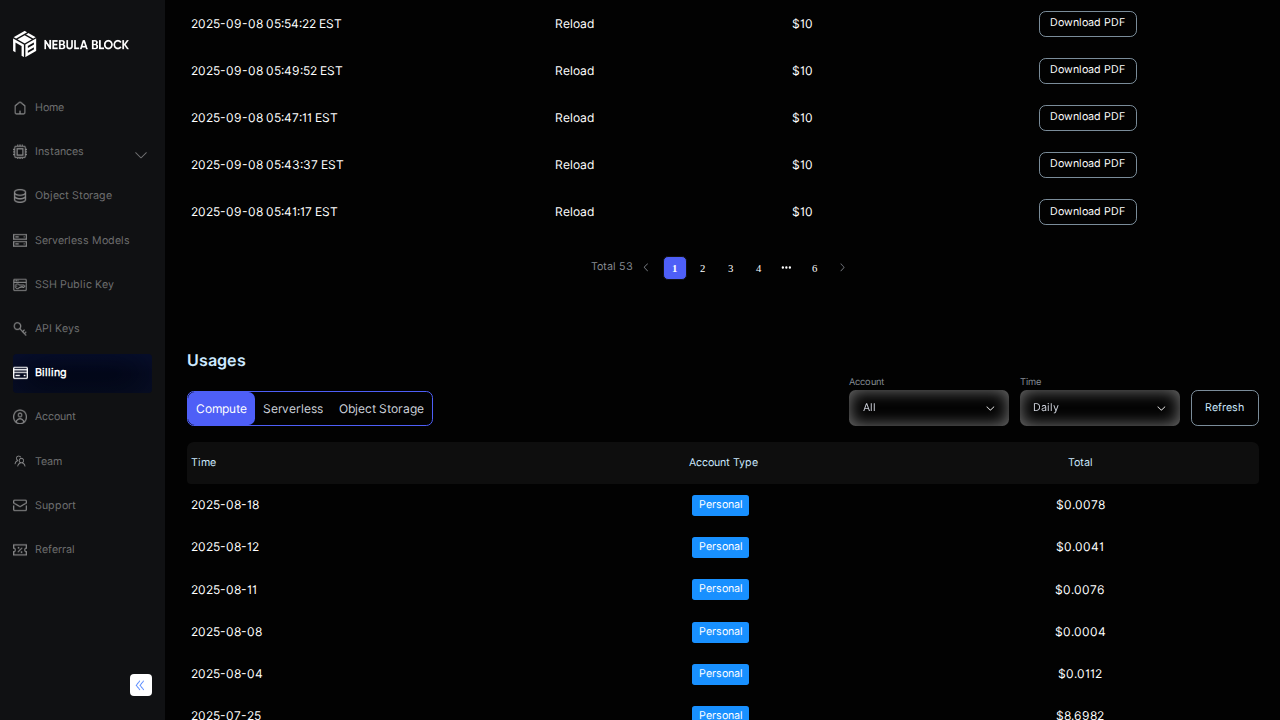 NEBULA BLOCK
Home
Instances
Object Storage
Serverless Models
SSH Public Key
API Keys
Billing
Account
Team
Support
Referral
2025-09-08 05:54:22 EST Reload $10 Download PDF
2025-09-08 05:49:52 EST Reload $10 Download PDF
2025-09-08 05:47:11 EST Reload $10 Download PDF
2025-09-08 05:43:37 EST Reload $10 Download PDF
2025-09-08 05:41:17 EST Reload $10 Download PDF
Total 53 1 2 3 4 ••• 6
Usages
Account Time
Compute Serverless Object Storage All Daily Refresh
Time Account Type Total
2025-08-18 Personal $0.0078
2025-08-12 Personal $0.0041
2025-08-11 Personal $0.0076
2025-08-08 Personal $0.0004
2025-08-04 Personal $0.0112
2025-07-25 Personal $8.6982